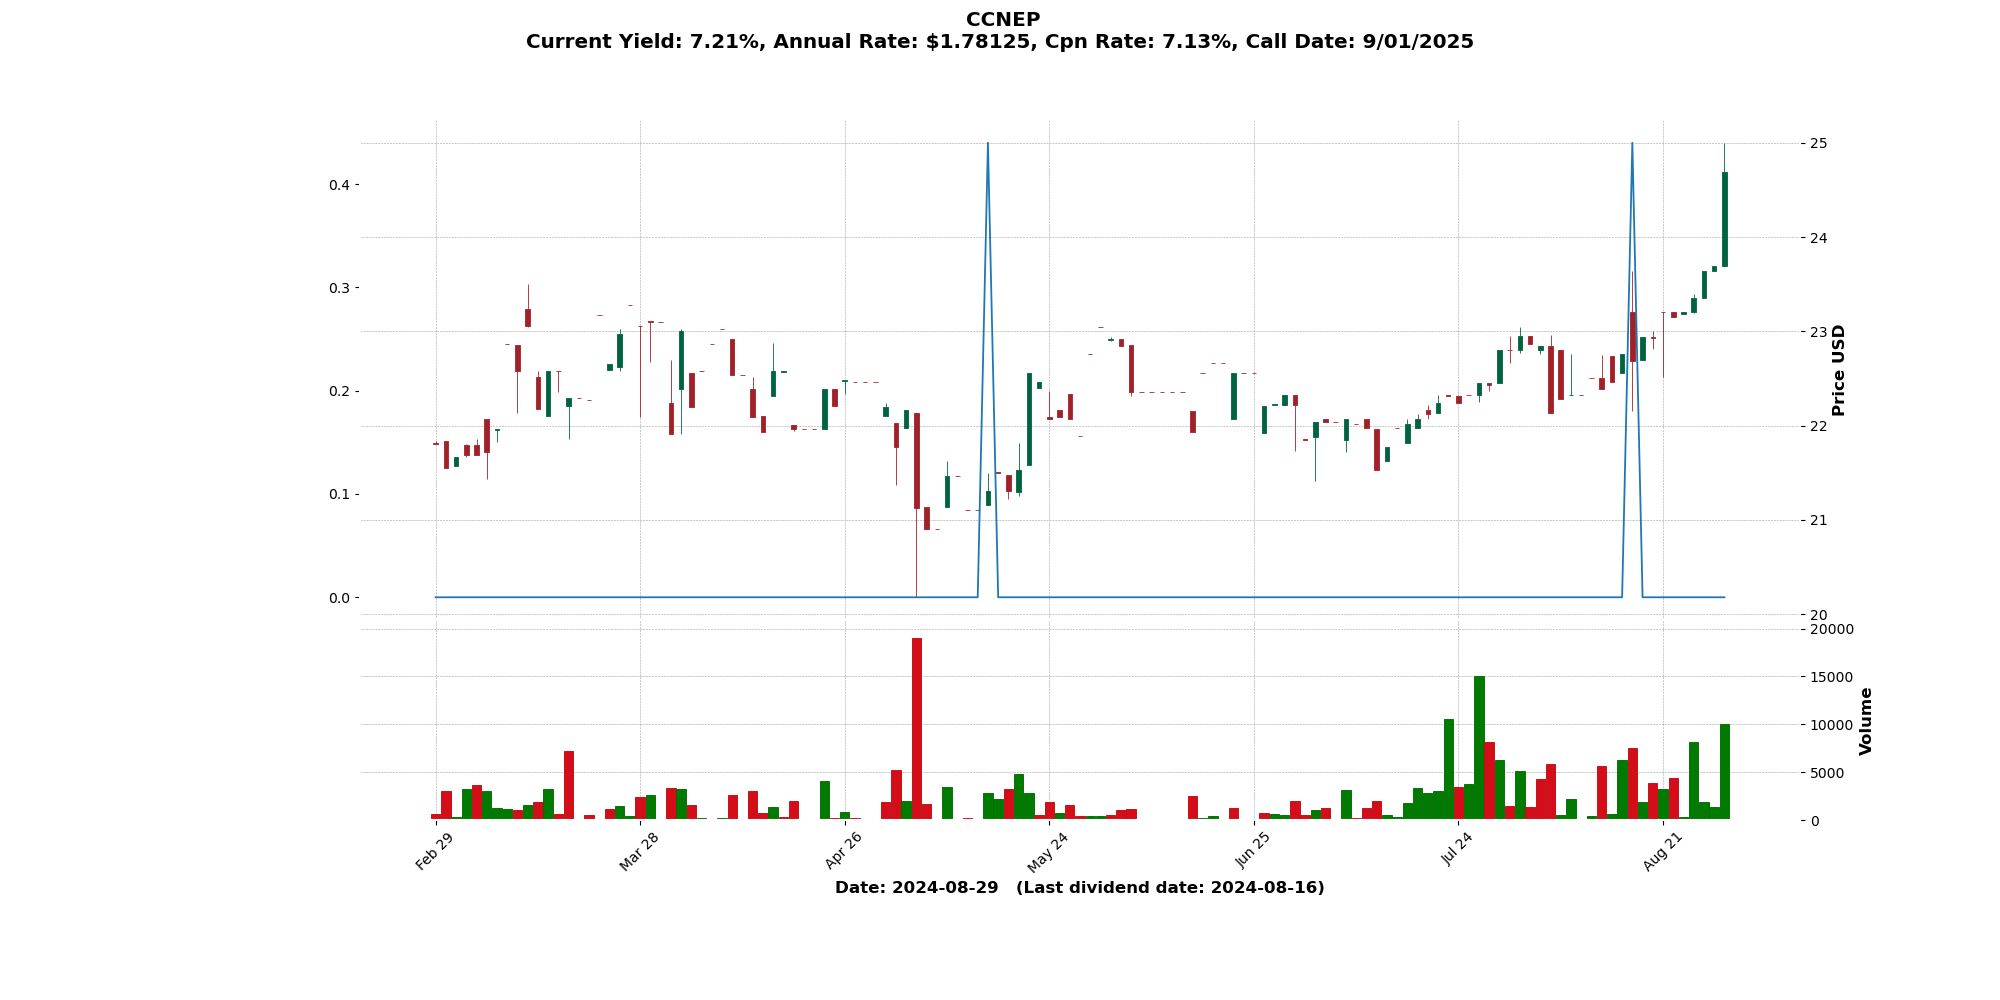 CCNEP
Current Yield: 7.21%, Annual Rate: $1.78125, Cpn Rate: 7.13%, Call Date: 9/01/2025
25
0.4
24
0.3
23
Price USD
0.2
22
0.1
21
0.0
20
20000
15000
10000
Volume
5000
0
Feb 29
Mar 28
Apr 26
May 24
Jun 25
Jul 24
Aug 21
Date: 2024-08-29 (Last dividend date: 2024-08-16)